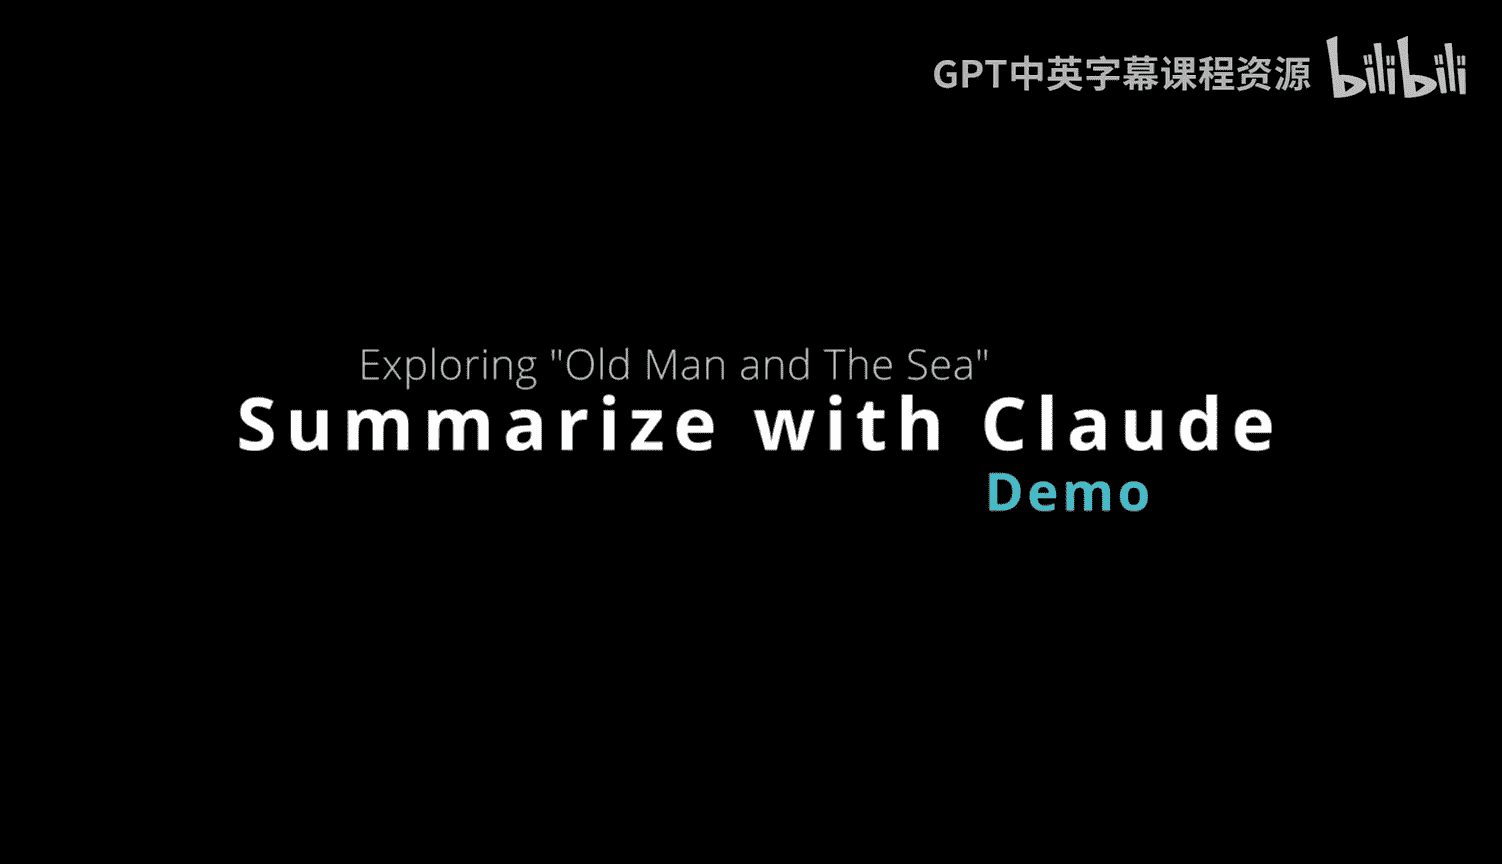 GPT中英字幕课程资源 bilibili
Exploring "Old Man and The Sea"
Summarize with Claude
Demo